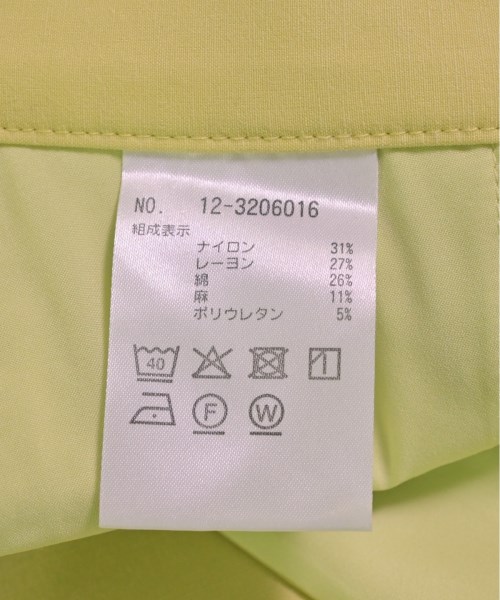 NO. 12-3206016
組成表示
ナイロン 31%
レーヨン 27%
綿 26%
麻 11%
ポリウレタン 5%
40
F W